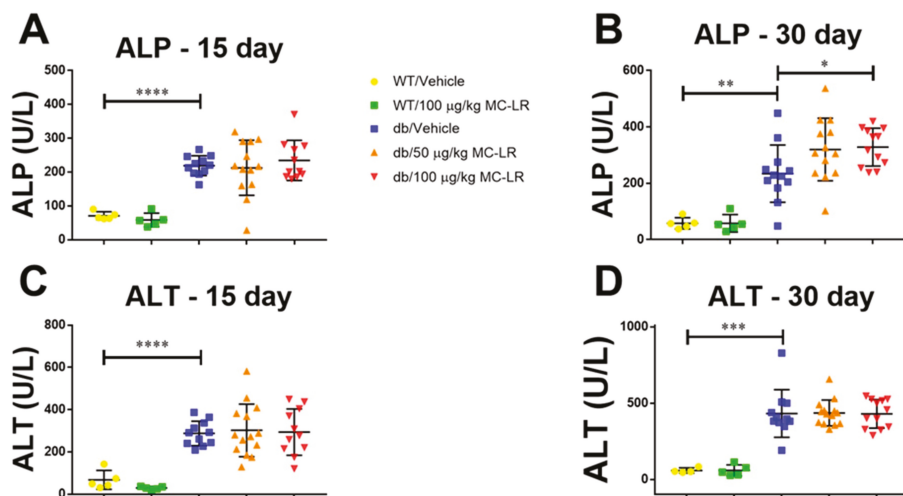 A
ALP - 15 day
ALP (U/L)
500
400
300
200
100
0
****
WT/Vehicle
WT/100 µg/kg MC-LR
db/Vehicle
db/50 µg/kg MC-LR
db/100 µg/kg MC-LR
B
ALP - 30 day
ALP (U/L)
600
400
200
0
**
*
C
ALT - 15 day
ALT (U/L)
800
600
400
200
0
****
D
ALT - 30 day
ALT (U/L)
1000
500
0
***